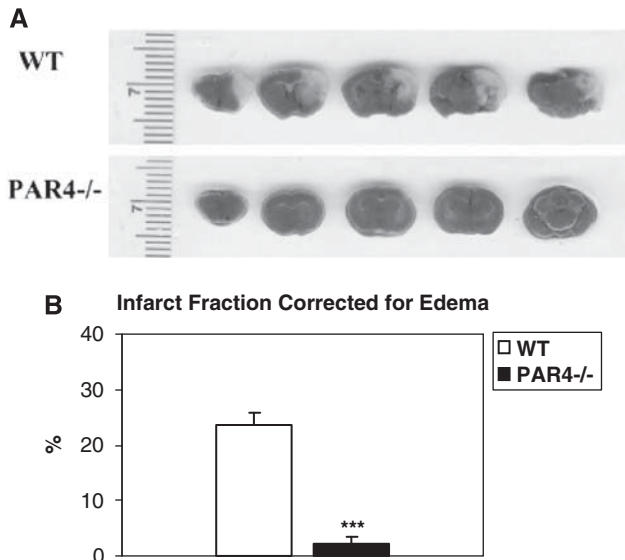 A
WT
7
PAR4-/-
7
B
Infarct Fraction Corrected for Edema
40
30
20
10
0
%
***
WT
PAR4-/-